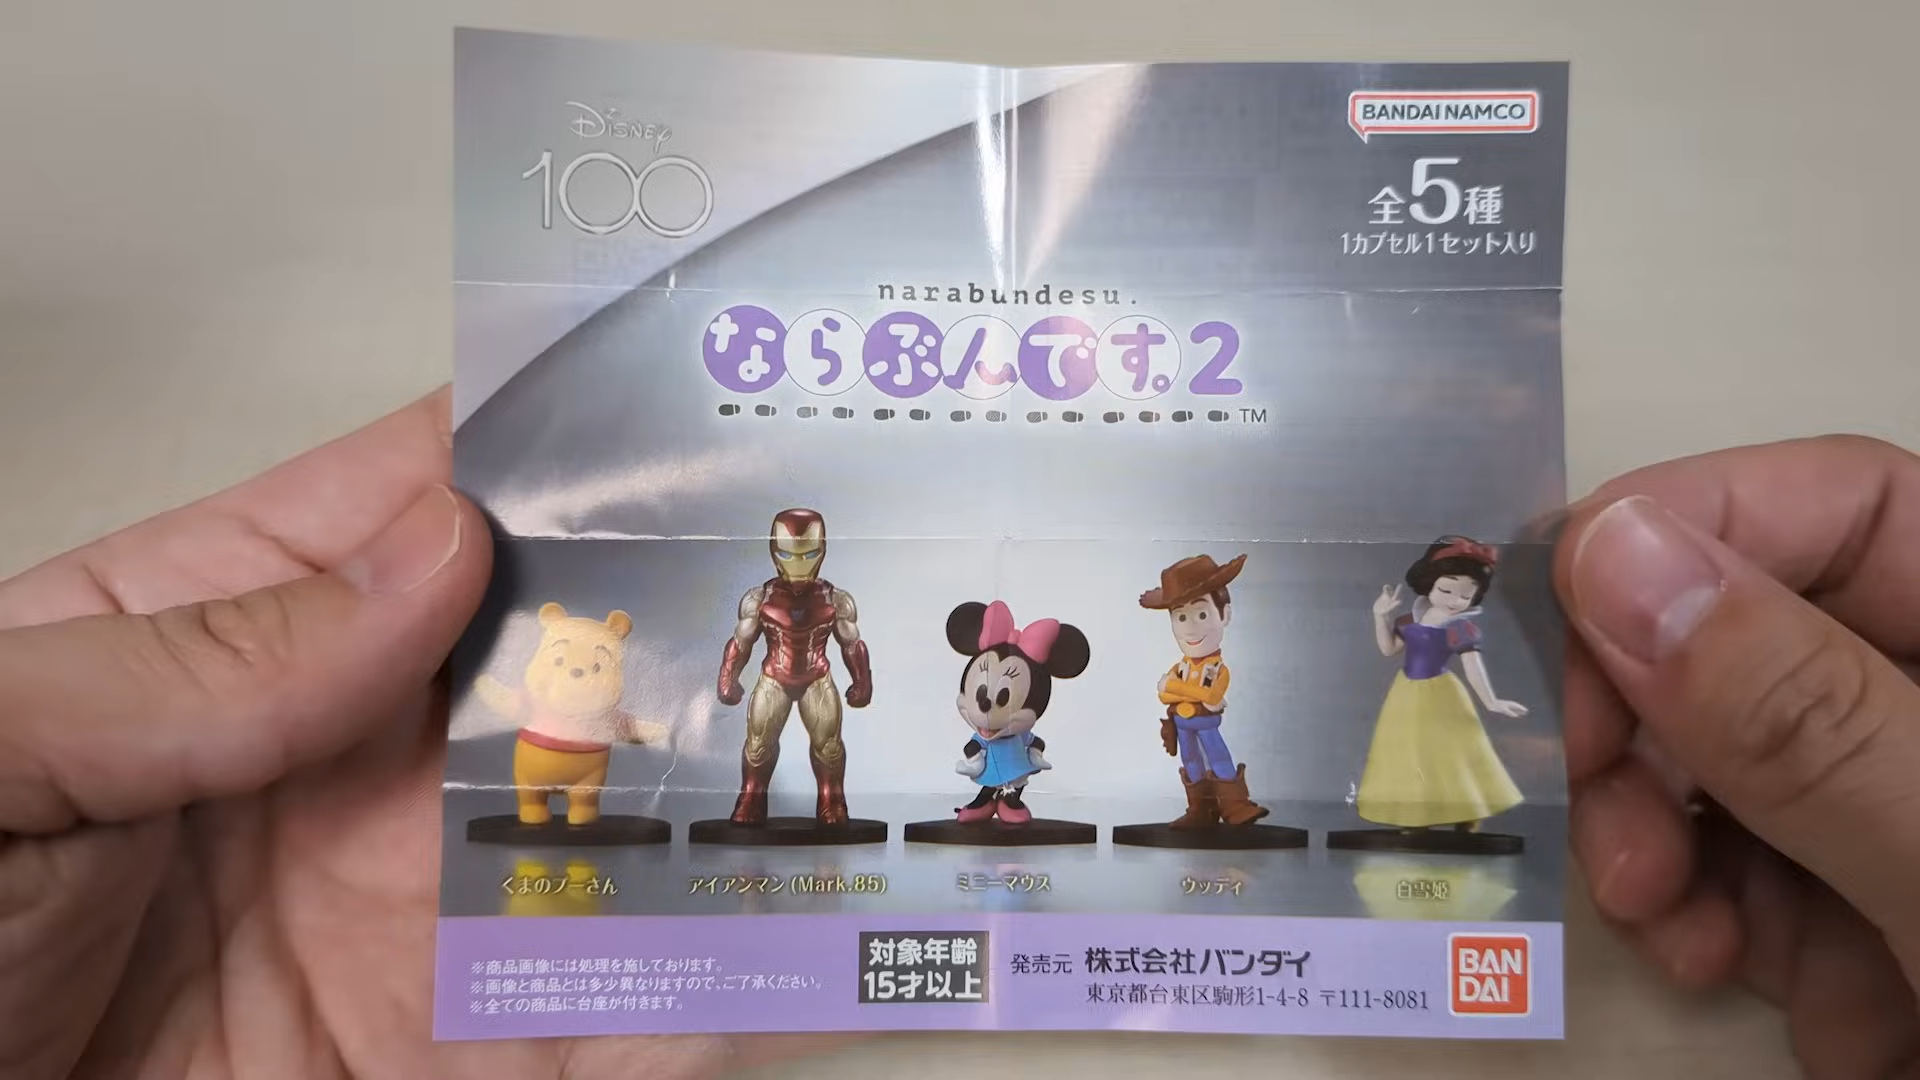 Disney
100
BANDAI NAMCO
全5種
1カプセル1セット入り
narabundesu.
ならぶんです。2
TM
くまのプーさん
アイアンマン(Mark.85)
ミニーマウス
ウッディ
白雪姫
※商品画像には処理を施しております。
※画像と商品とは多少異なりますので、ご了承ください。
※全ての商品に台座が付きます。
対象年齢
15才以上
発売元 株式会社バンダイ
東京都台東区駒形1-4-8 〒111-8081
BAN
DAI